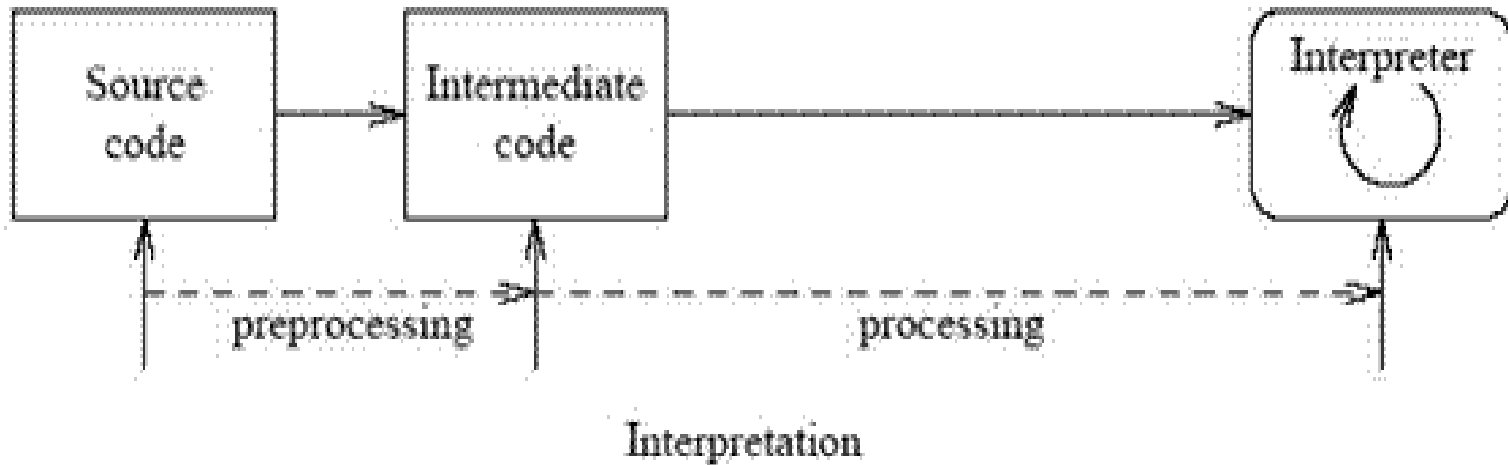 Source
code
Intermediate
code
Interpreter
preprocessing
processing
Interpretation